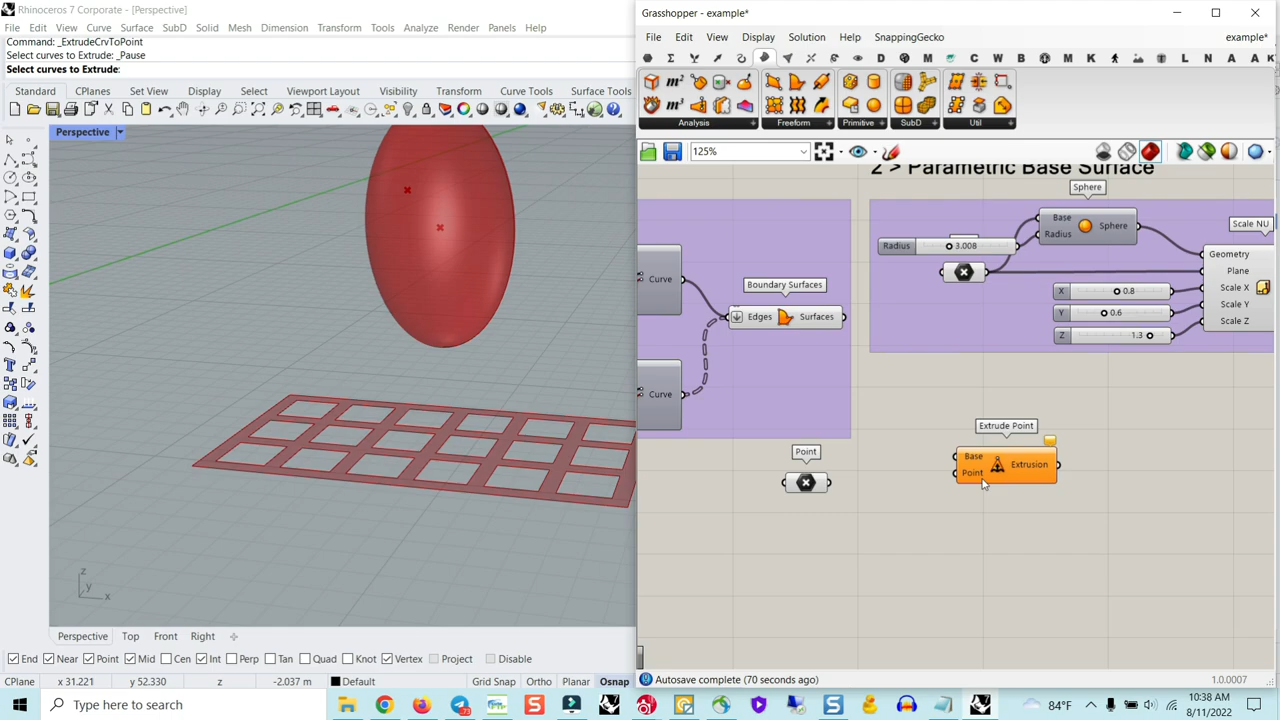 Rhinoceros 7 Corporate - [Perspective]
File Edit View Curve Surface SubD Solid Mesh Dimension Transform Tools Analyze Render Panels
Command: _ExtrudeCrvToPoint
Select curves to Extrude: _Pause
Select curves to Extrude:
Standard CPlanes Set View Display Selec Viewport Layout Visibility Transform Curve Tools Surface Tools
Perspective
z
y
x
Perspective Top Front Right
End Near Point Mid Cen Int Perp Tan Quad Knot Vertex Project Disable
CPlane x 31.221 y 52.330 z -2.037 m Default Grid Snap Ortho Planar Osnap
Grasshopper - example*
File Edit View Display Solution Help SnappingGecko example*
D M C W B M K L N A A K
m² m³
Analysis Freeform Primitive SubD Util
125%
2 > Parametric Base Surface
Sphere
Base
Radius
Sphere
Radius 3.008
Scale NU
Geometry
Plane
Scale X
Scale Y
Scale Z
X 0.8
Y 0.6
Z 1.3
Curve
Boundary Surfaces
Edges Surfaces
Curve
Point
Extrude Point
Base
Point
Extrusion
Autosave complete (70 seconds ago) 1.0.0007
Type here to search
73
84°F
10:38 AM
8/11/2022